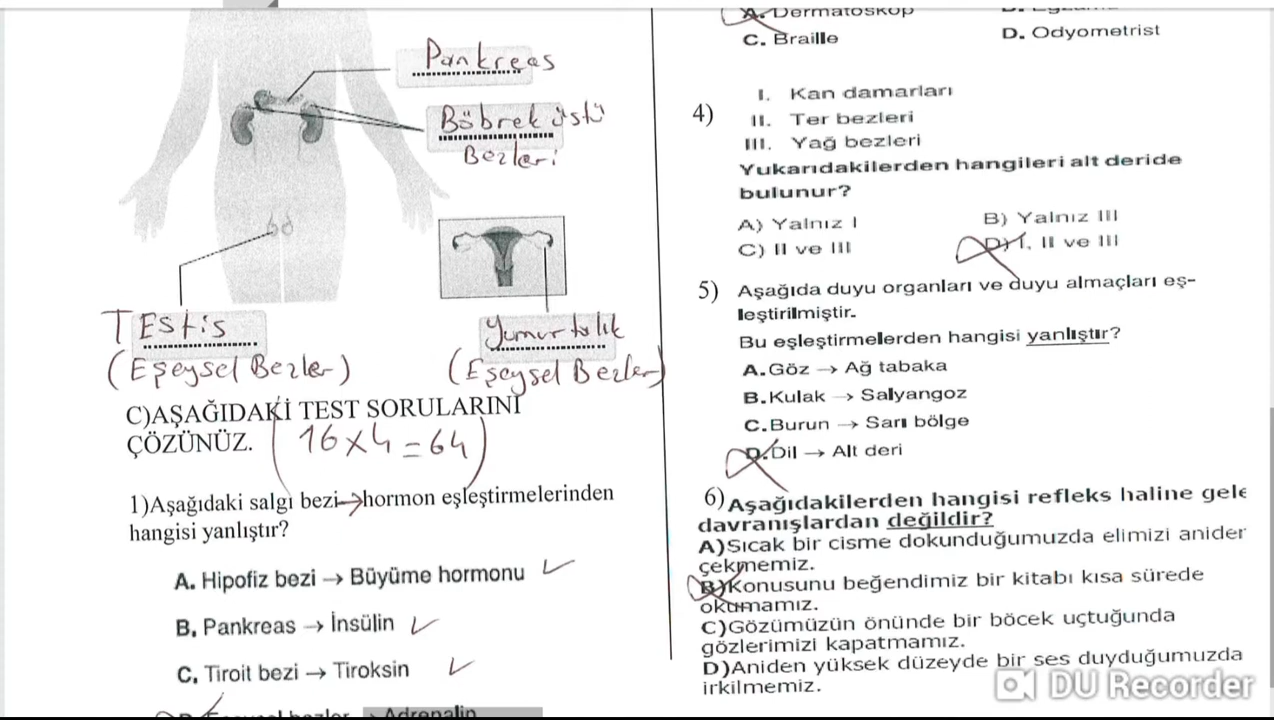 Pankreas
Böbrek üstü
Bezleri
TEstis
(Eşeysel Bezler)
Yumurtalık
(Eşeysel Bezler)
C)AŞAĞIDAKİ TEST SORULARINI
ÇÖZÜNÜZ. (16x4=64)
1)Aşağıdaki salgı bezi→hormon eşleştirmelerinden
hangisi yanlıştır?
A. Hipofiz bezi → Büyüme hormonu
B. Pankreas → İnsülin
C. Tiroit bezi → Tiroksin
Adrenalin
A. Dermatoskop
C. Braille
D. Odyometrist
4)
I. Kan damarları
II. Ter bezleri
III. Yağ bezleri
Yukarıdakilerden hangileri alt deride
bulunur?
A) Yalnız I
B) Yalnız III
C) II ve III
D) I, II ve III
5) Aşağıda duyu organları ve duyu almaçları eş-
leştirilmiştir.
Bu eşleştirmelerden hangisi yanlıştır?
A. Göz → Ağ tabaka
B. Kulak → Salyangoz
C. Burun → Sarı bölge
D. Dil → Alt deri
6) Aşağıdakilerden hangisi refleks haline gele
davranışlardan değildir?
A)Sıcak bir cisme dokunduğumuzda elimizi anider
çekmemiz.
B)Konusunu beğendimiz bir kitabı kısa sürede
okumamız.
C)Gözümüzün önünde bir böcek uçtuğunda
gözlerimizi kapatmamız.
D)Aniden yüksek düzeyde bir ses duyduğumuzda
irkilmemiz.
DU Recorder